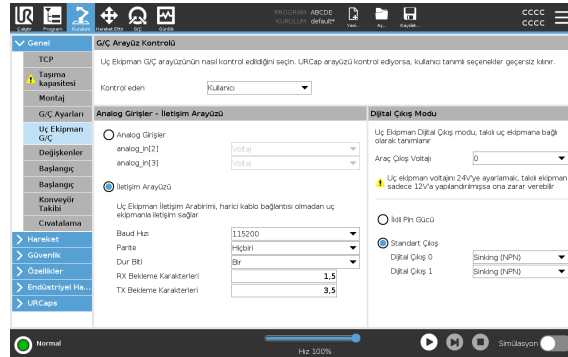 PROGRAM ABCDE
KURULUM default*
Çalıştır Program Kurulum Hareket Ettir G/Ç Günlük
Yeni... Aç... Kaydet...
CCCC
CCCC
Genel
TCP
Taşıma kapasitesi
Montaj
G/Ç Ayarları
Uç Ekipman G/Ç
Değişkenler
Başlangıç
Başlangıç
Konveyör Takibi
Cıvatalama
Hareket
Güvenlik
Özellikler
Endüstriyel Ha...
URCaps
G/Ç Arayüz Kontrolü
Uç Ekipman G/Ç arayüzünün nasıl kontrol edildiğini seçin. URCap arayüzü kontrol ediyorsa, kullanıcı tanımlı seçenekler geçersiz kılınır.
Kontrol eden Kullanıcı
Analog Girişler - İletişim Arayüzü
Analog Girişler
analog_in[2] Voltaj
analog_in[3] Voltaj
İletişim Arayüzü
Uç Ekipman İletişim Arabirimi, harici kablo bağlantısı olmadan uç
ekipmanla iletişim sağlar
Baud Hızı 115200
Parite Hiçbiri
Dur Biti Bir
RX Bekleme Karakterleri 1,5
TX Bekleme Karakterleri 3,5
Dijital Çıkış Modu
Uç Ekipman Dijital Çıkış modu, takılı uç ekipmana bağlı
olarak tanımlanır
Araç Çıkış Voltajı 0
Uç ekipman voltajını 24V'ye ayarlamak, takılı ekipman
sadece 12V'a yapılandırılmışsa ona zarar verebilir
İkili Pin Gücü
Standart Çıkış
Dijital Çıkış 0 Sinking (NPN)
Dijital Çıkış 1 Sinking (NPN)
Normal
Hız 100%
Simülasyon